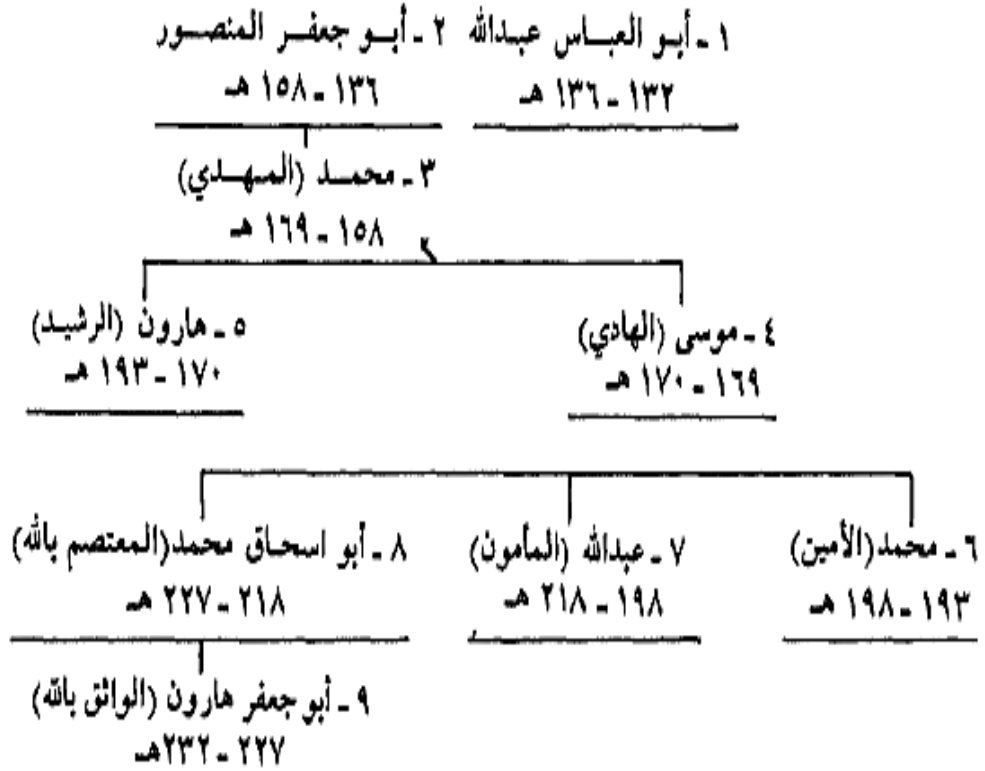 ١ ـ أبو العباس عبدالله
١٣٢ ـ ١٣٦ هـ
٢ ـ أبو جعفر المنصور
١٣٦ ـ ١٥٨ هـ
٣ ـ محمد (المهدي)
١٥٨ ـ ١٦٩ هـ
٤ ـ موسى (الهادي)
١٦٩ ـ ١٧٠ هـ
٥ ـ هارون (الرشيد)
١٧٠ ـ ١٩٣ هـ
٦ ـ محمد (الأمين)
١٩٣ ـ ١٩٨ هـ
٧ ـ عبدالله (المأمون)
١٩٨ ـ ٢١٨ هـ
٨ ـ أبو اسحاق محمد (المعتصم بالله)
٢١٨ ـ ٢٢٧ هـ
٩ ـ أبو جعفر هارون (الواثق بالله)
٢٢٧ ـ ٢٣٢هـ